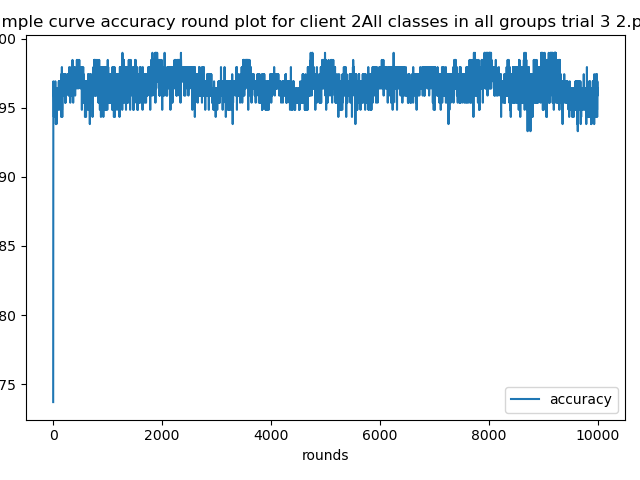 mple curve accuracy round plot for client 2All classes in all groups trial 3 2.p
00
95
90
85
80
75
0 2000 4000 6000 8000 10000
rounds
accuracy